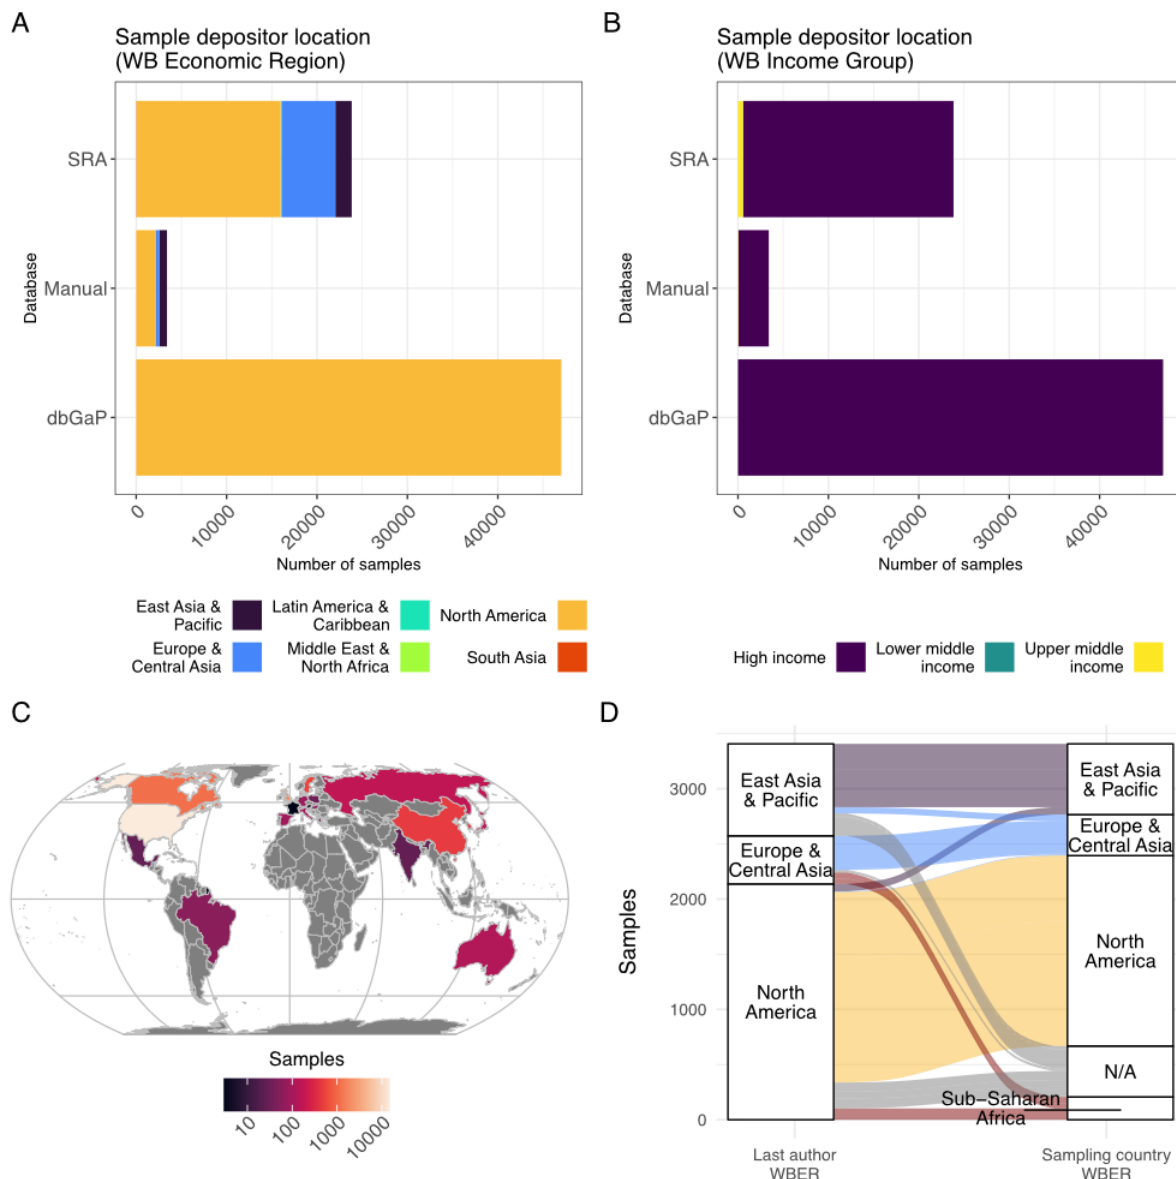 A
Sample depositor location
(WB Economic Region)
SRA
Manual
dbGaP
Database
0
10000
20000
30000
40000
Number of samples
East Asia &
Pacific
Latin America &
Caribbean
North America
Europe &
Central Asia
Middle East &
North Africa
South Asia
B
Sample depositor location
(WB Income Group)
SRA
Manual
dbGaP
Database
0
10000
20000
30000
40000
Number of samples
High income
Lower middle
income
Upper middle
income
C
Samples
10
100
1000
10000
D
Samples
3000
2000
1000
0
East Asia
& Pacific
Europe &
Central Asia
North
America
East Asia
& Pacific
Europe &
Central Asia
North
America
N/A
Sub-Saharan
Africa
Last author
WBER
Sampling country
WBER